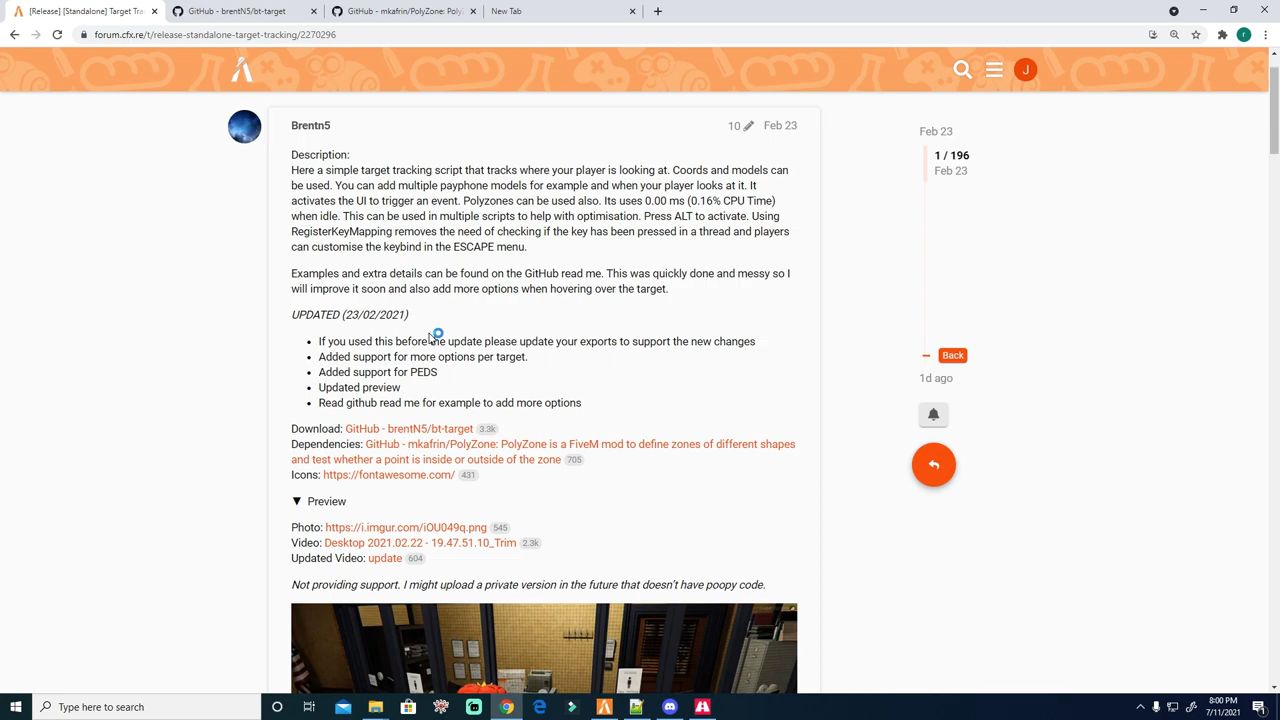 [Release] [Standalone] Target Tra
GitHub - brentN5/bt-target
GitHub - mkafrin/PolyZone: PolyZ
New Tab
forum.cfx.re/t/release-standalone-target-tracking/2270296
r
J
Brentn5
10
Feb 23
Description:
Here a simple target tracking script that tracks where your player is looking at. Coords and models can
be used. You can add multiple payphone models for example and when your player looks at it. It
activates the UI to trigger an event. Polyzones can be used also. Its uses 0.00 ms (0.16% CPU Time)
when idle. This can be used in multiple scripts to help with optimisation. Press ALT to activate. Using
RegisterKeyMapping removes the need of checking if the key has been pressed in a thread and players
can customise the keybind in the ESCAPE menu.
Examples and extra details can be found on the GitHub read me. This was quickly done and messy so I
will improve it soon and also add more options when hovering over the target.
UPDATED (23/02/2021)
If you used this before the update please update your exports to support the new changes
Added support for more options per target.
Added support for PEDS
Updated preview
Read github read me for example to add more options
Download: GitHub - brentN5/bt-target 3.3k
Dependencies: GitHub - mkafrin/PolyZone: PolyZone is a FiveM mod to define zones of different shapes
and test whether a point is inside or outside of the zone 705
Icons: https://fontawesome.com/ 431
Preview
Photo: https://i.imgur.com/iOU049q.png 545
Video: Desktop 2021.02.22 - 19.47.51.10_Trim 2.3k
Updated Video: update 604
Not providing support. I might upload a private version in the future that doesn't have poopy code.
Feb 23
1 / 196
Feb 23
Back
1d ago
Type here to search
8:00 PM
7/11/2021
1